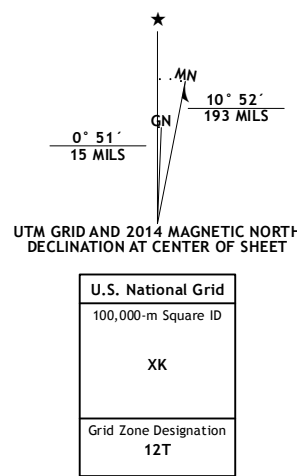 MN
GN
10° 52´
193 MILS
0° 51´
15 MILS
UTM GRID AND 2014 MAGNETIC NORTH
DECLINATION AT CENTER OF SHEET
U.S. National Grid
100,000-m Square ID
XK
Grid Zone Designation
12T